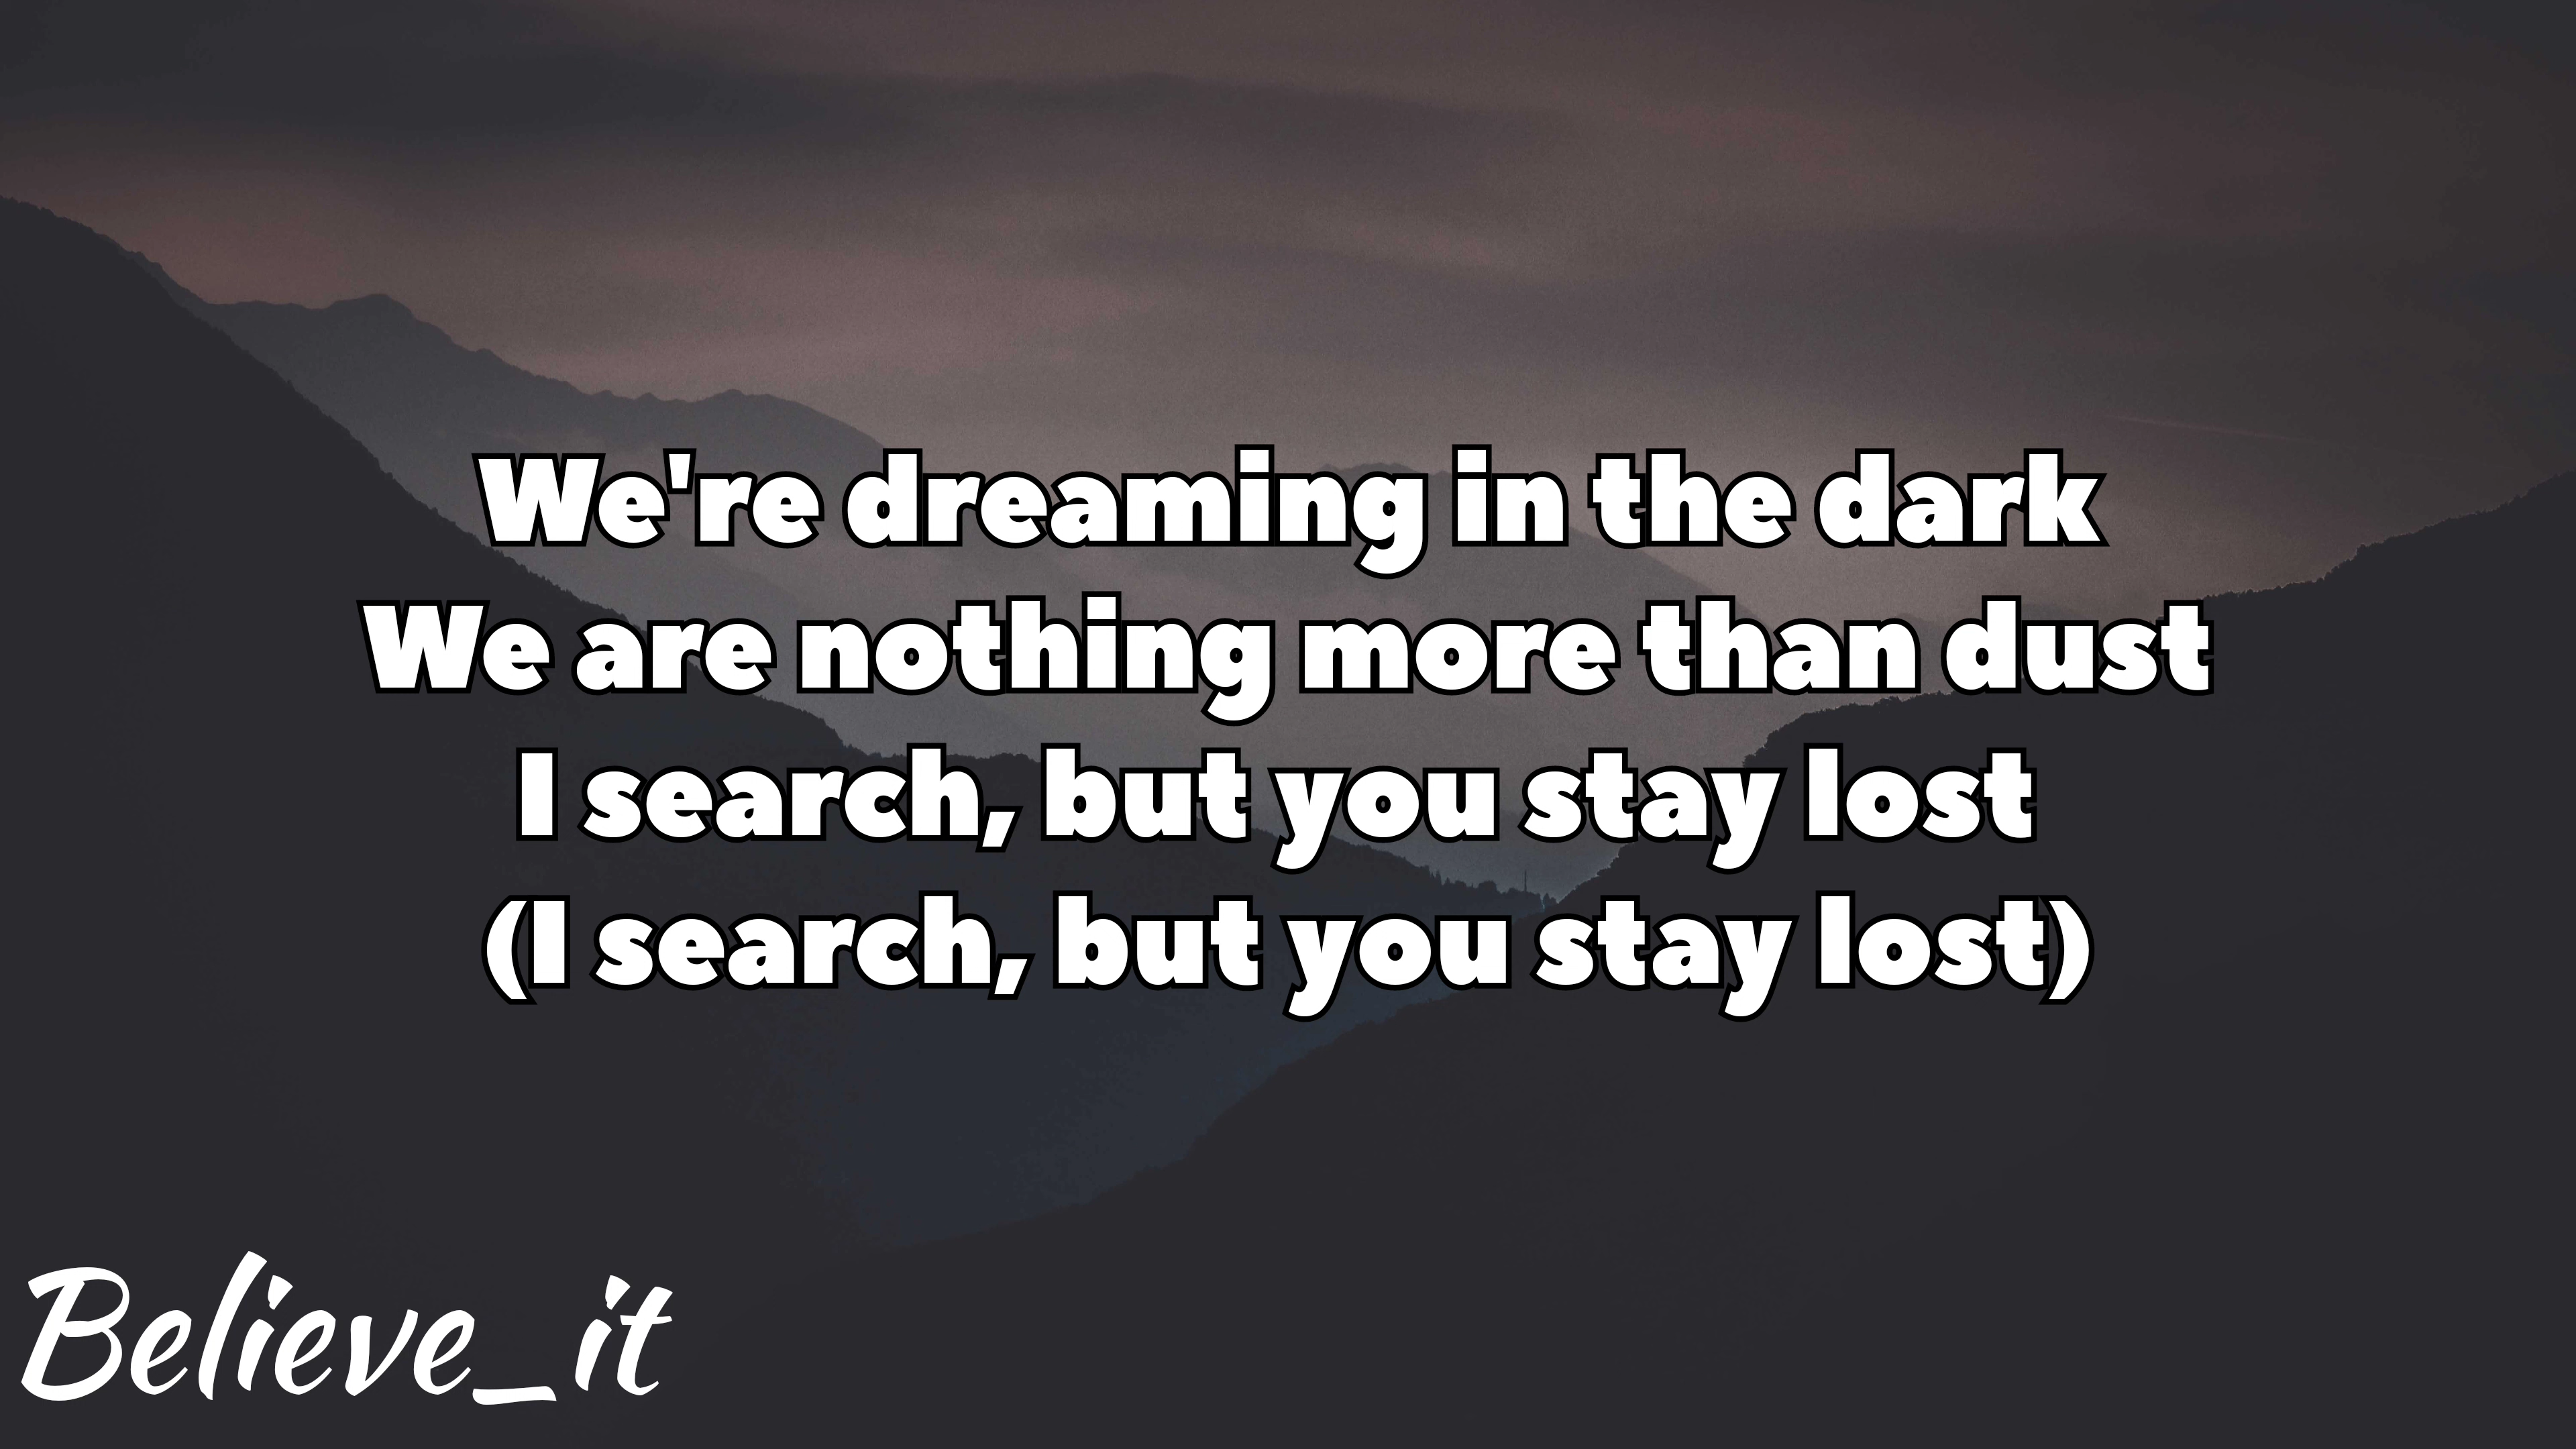 We're dreaming in the dark
We are nothing more than dust
I search, but you stay lost
(I search, but you stay lost)
Believe_it